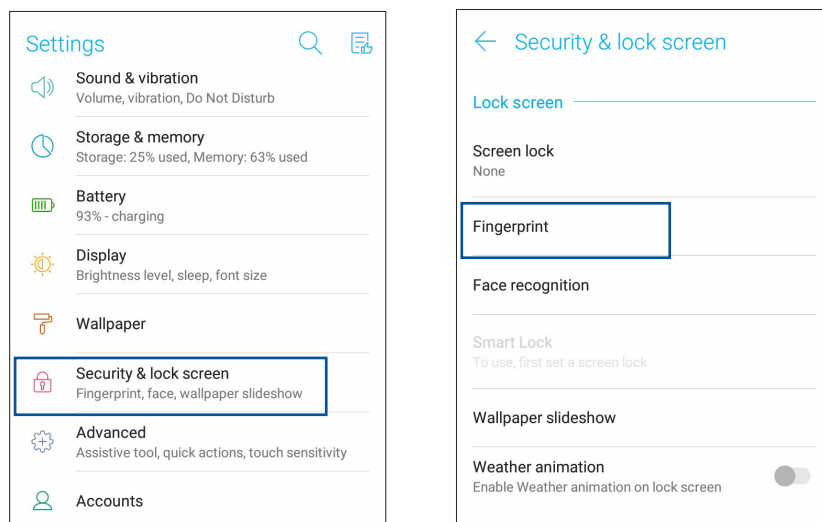 Settings
Sound & vibration
Volume, vibration, Do Not Disturb
Storage & memory
Storage: 25% used, Memory: 63% used
Battery
93% - charging
Display
Brightness level, sleep, font size
Wallpaper
Security & lock screen
Fingerprint, face, wallpaper slideshow
Advanced
Assistive tool, quick actions, touch sensitivity
Accounts
Security & lock screen
Lock screen
Screen lock
None
Fingerprint
Face recognition
Smart Lock
To use, first set a screen lock
Wallpaper slideshow
Weather animation
Enable Weather animation on lock screen